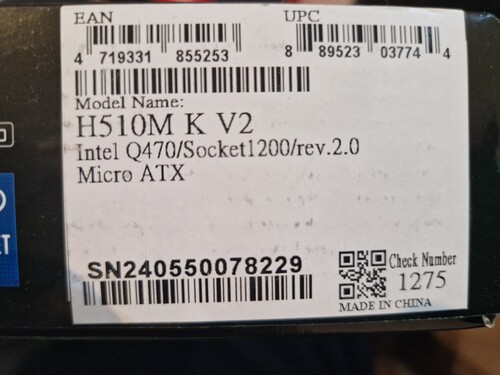 EAN
UPC
4 719331 855253
8 89523 03774 4
Model Name:
H510M K V2
Intel Q470/Socket1200/rev.2.0
Micro ATX
SN240550078229
Check Number
1275
MADE IN CHINA